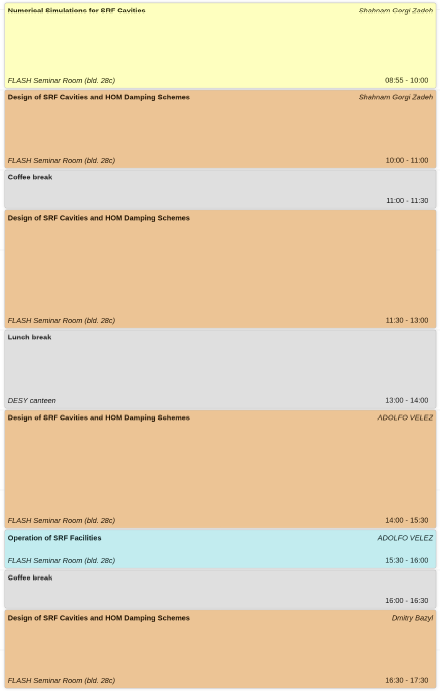 Numerical Simulations for SRF Cavities Shahnam Gorgi Zadeh
FLASH Seminar Room (bld. 28c) 08:55 - 10:00
Design of SRF Cavities and HOM Damping Schemes Shahnam Gorgi Zadeh
FLASH Seminar Room (bld. 28c) 10:00 - 11:00
Coffee break
11:00 - 11:30
Design of SRF Cavities and HOM Damping Schemes
FLASH Seminar Room (bld. 28c) 11:30 - 13:00
Lunch break
DESY canteen 13:00 - 14:00
Design of SRF Cavities and HOM Damping Schemes ADOLFO VELEZ
FLASH Seminar Room (bld. 28c) 14:00 - 15:30
Operation of SRF Facilities ADOLFO VELEZ
FLASH Seminar Room (bld. 28c) 15:30 - 16:00
Coffee break
16:00 - 16:30
Design of SRF Cavities and HOM Damping Schemes Dmitry Bazyl
FLASH Seminar Room (bld. 28c) 16:30 - 17:30